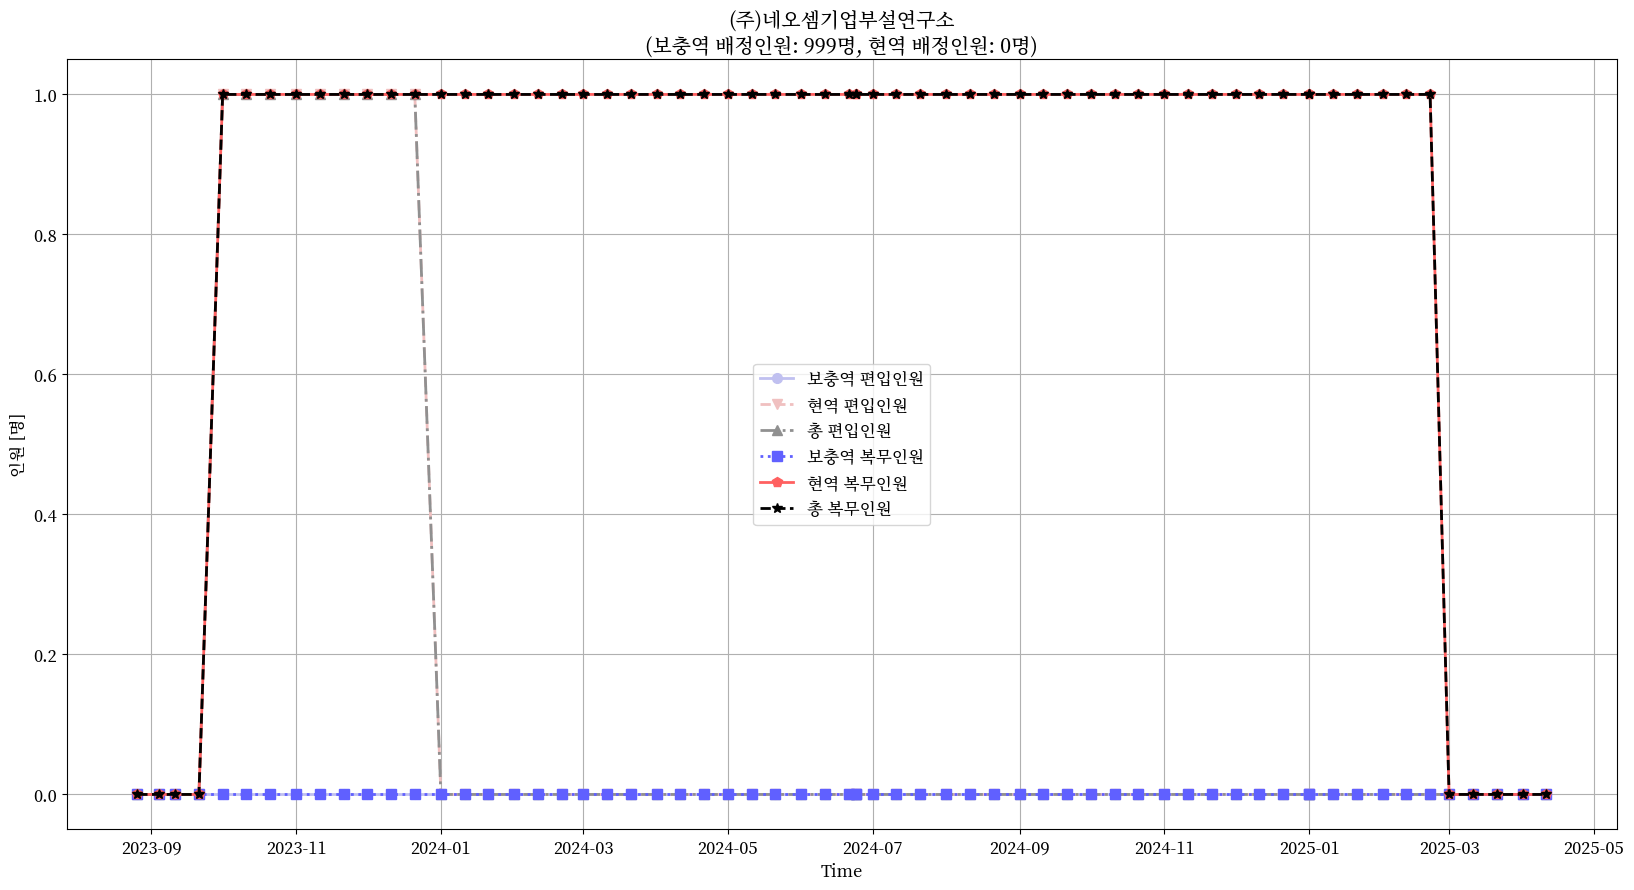 (주)네오셈기업부설연구소
(보충역 배정인원: 999명, 현역 배정인원: 0명)
인원 [명]
1.0
0.8
0.6
0.4
0.2
0.0
보충역 편입인원
현역 편입인원
총 편입인원
보충역 복무인원
현역 복무인원
총 복무인원
2023-09 2023-11 2024-01 2024-03 2024-05 2024-07 2024-09 2024-11 2025-01 2025-03 2025-05
Time